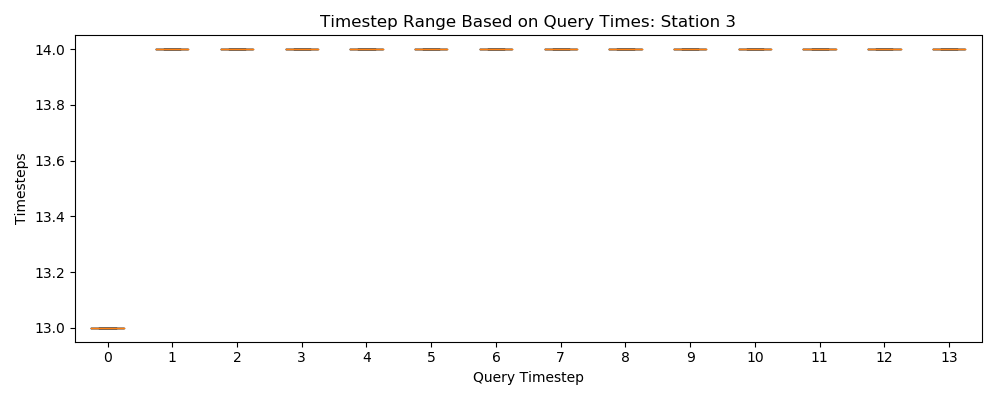 Timestep Range Based on Query Times: Station 3
14.0
13.8
13.6
13.4
13.2
13.0
Timesteps
0 1 2 3 4 5 6 7 8 9 10 11 12 13
Query Timestep